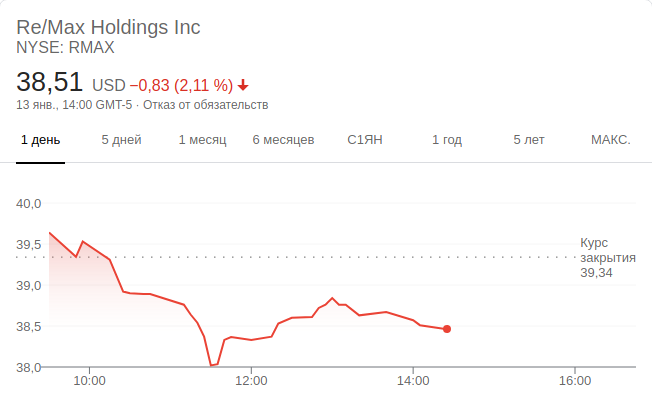 Re/Max Holdings Inc
NYSE: RMAX
38,51 USD −0,83 (2,11 %)
13 янв., 14:00 GMT-5 · Отказ от обязательств
1 день 5 дней 1 месяц 6 месяцев С1ЯН 1 год 5 лет МАКС.
40,0
39,5
39,0
38,5
38,0
Курс
закрытия
39,34
10:00 12:00 14:00 16:00